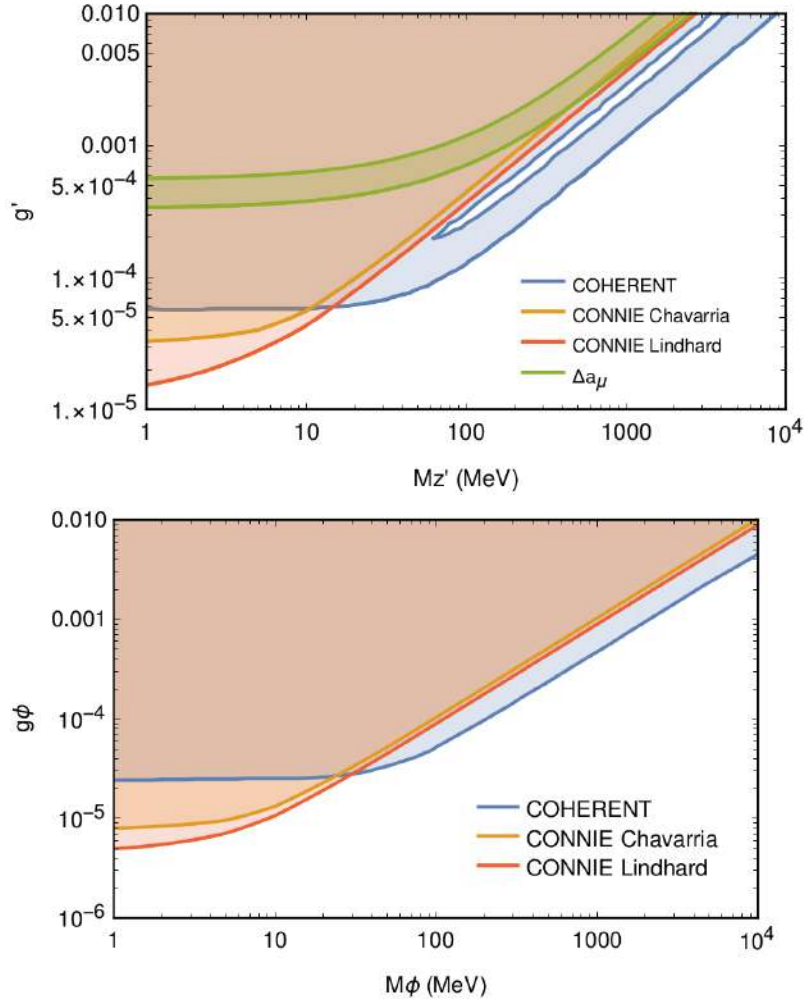 0.010
0.005
0.001
5.×10⁻⁴
1.×10⁻⁴
5.×10⁻⁵
1.×10⁻⁵
g'
1 10 100 1000 10⁴
Mz' (MeV)
COHERENT
CONNIE Chavarria
CONNIE Lindhard
Δaμ
0.010
0.001
10⁻⁴
10⁻⁵
10⁻⁶
gϕ
1 10 100 1000 10⁴
Mϕ (MeV)
COHERENT
CONNIE Chavarria
CONNIE Lindhard